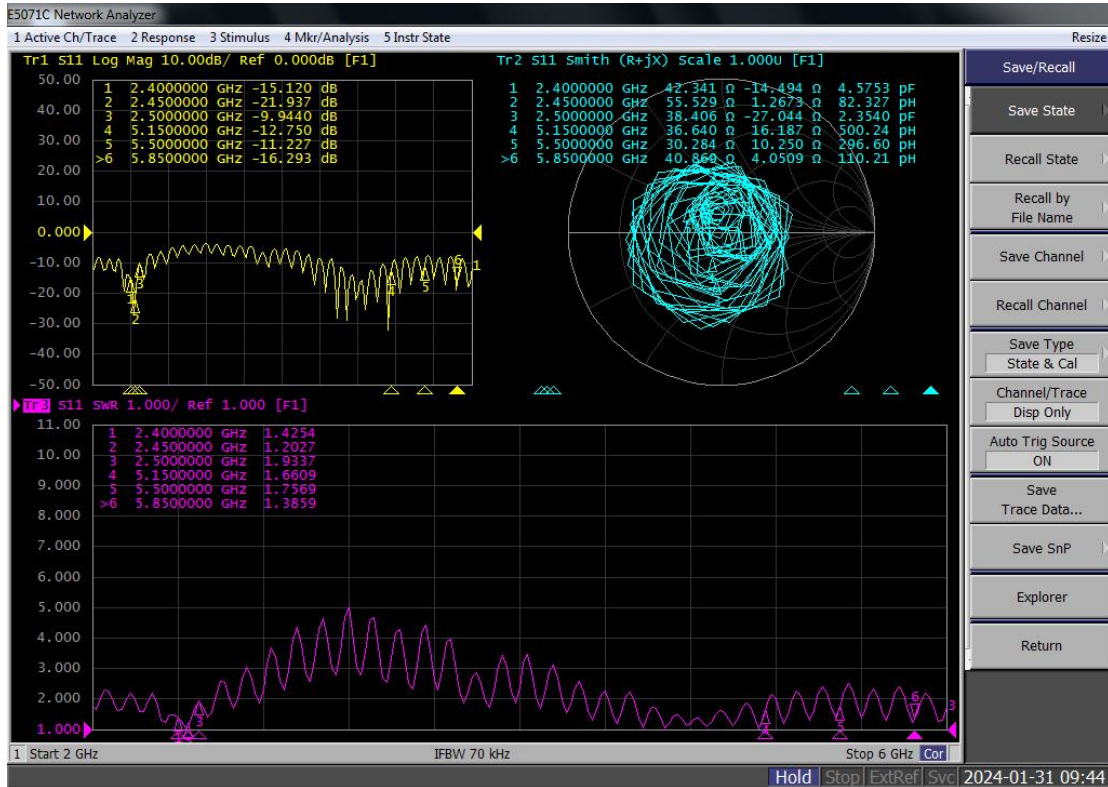 E5071C Network Analyzer
1 Active Ch/Trace 2 Response 3 Stimulus 4 Mkr/Analysis 5 Instr State Resize
Tr1 S11 Log Mag 10.00dB/ Ref 0.000dB [F1]
50.00
40.00
30.00
20.00
10.00
0.000
-10.00
-20.00
-30.00
-40.00
-50.00
1 2.4000000 GHz -15.120 dB
2 2.4500000 GHz -21.937 dB
3 2.5000000 GHz -9.9440 dB
4 5.1500000 GHz -12.750 dB
5 5.5000000 GHz -11.227 dB
>6 5.8500000 GHz -16.293 dB
1
2
3
4
5
6
1
Tr2 S11 Smith (R+jX) Scale 1.000U [F1]
1 2.4000000 GHz 42.341 Ω -14.494 Ω 4.5753 pF
2 2.4500000 GHz 55.529 Ω 1.2673 Ω 82.327 pH
3 2.5000000 GHz 38.406 Ω -27.044 Ω 2.3540 pF
4 5.1500000 GHz 36.640 Ω 16.187 Ω 500.24 pH
5 5.5000000 GHz 30.284 Ω 10.250 Ω 296.60 pH
>6 5.8500000 GHz 40.869 Ω 4.0509 Ω 110.21 pH
Tr3 S11 SWR 1.000/ Ref 1.000 [F1]
11.00
10.00
9.000
8.000
7.000
6.000
5.000
4.000
3.000
2.000
1.000
1 2.4000000 GHz 1.4254
2 2.4500000 GHz 1.2027
3 2.5000000 GHz 1.9337
4 5.1500000 GHz 1.6609
5 5.5000000 GHz 1.7569
>6 5.8500000 GHz 1.3859
3
4
5
6
3
1 Start 2 GHz IFBW 70 kHz Stop 6 GHz Cor
Save/Recall
Save State
Recall State
Recall by
File Name
Save Channel
Recall Channel
Save Type
State & Cal
Channel/Trace
Disp Only
Auto Trig Source
ON
Save
Trace Data...
Save SnP
Explorer
Return
Hold Stop ExtRef Svc 2024-01-31 09:44